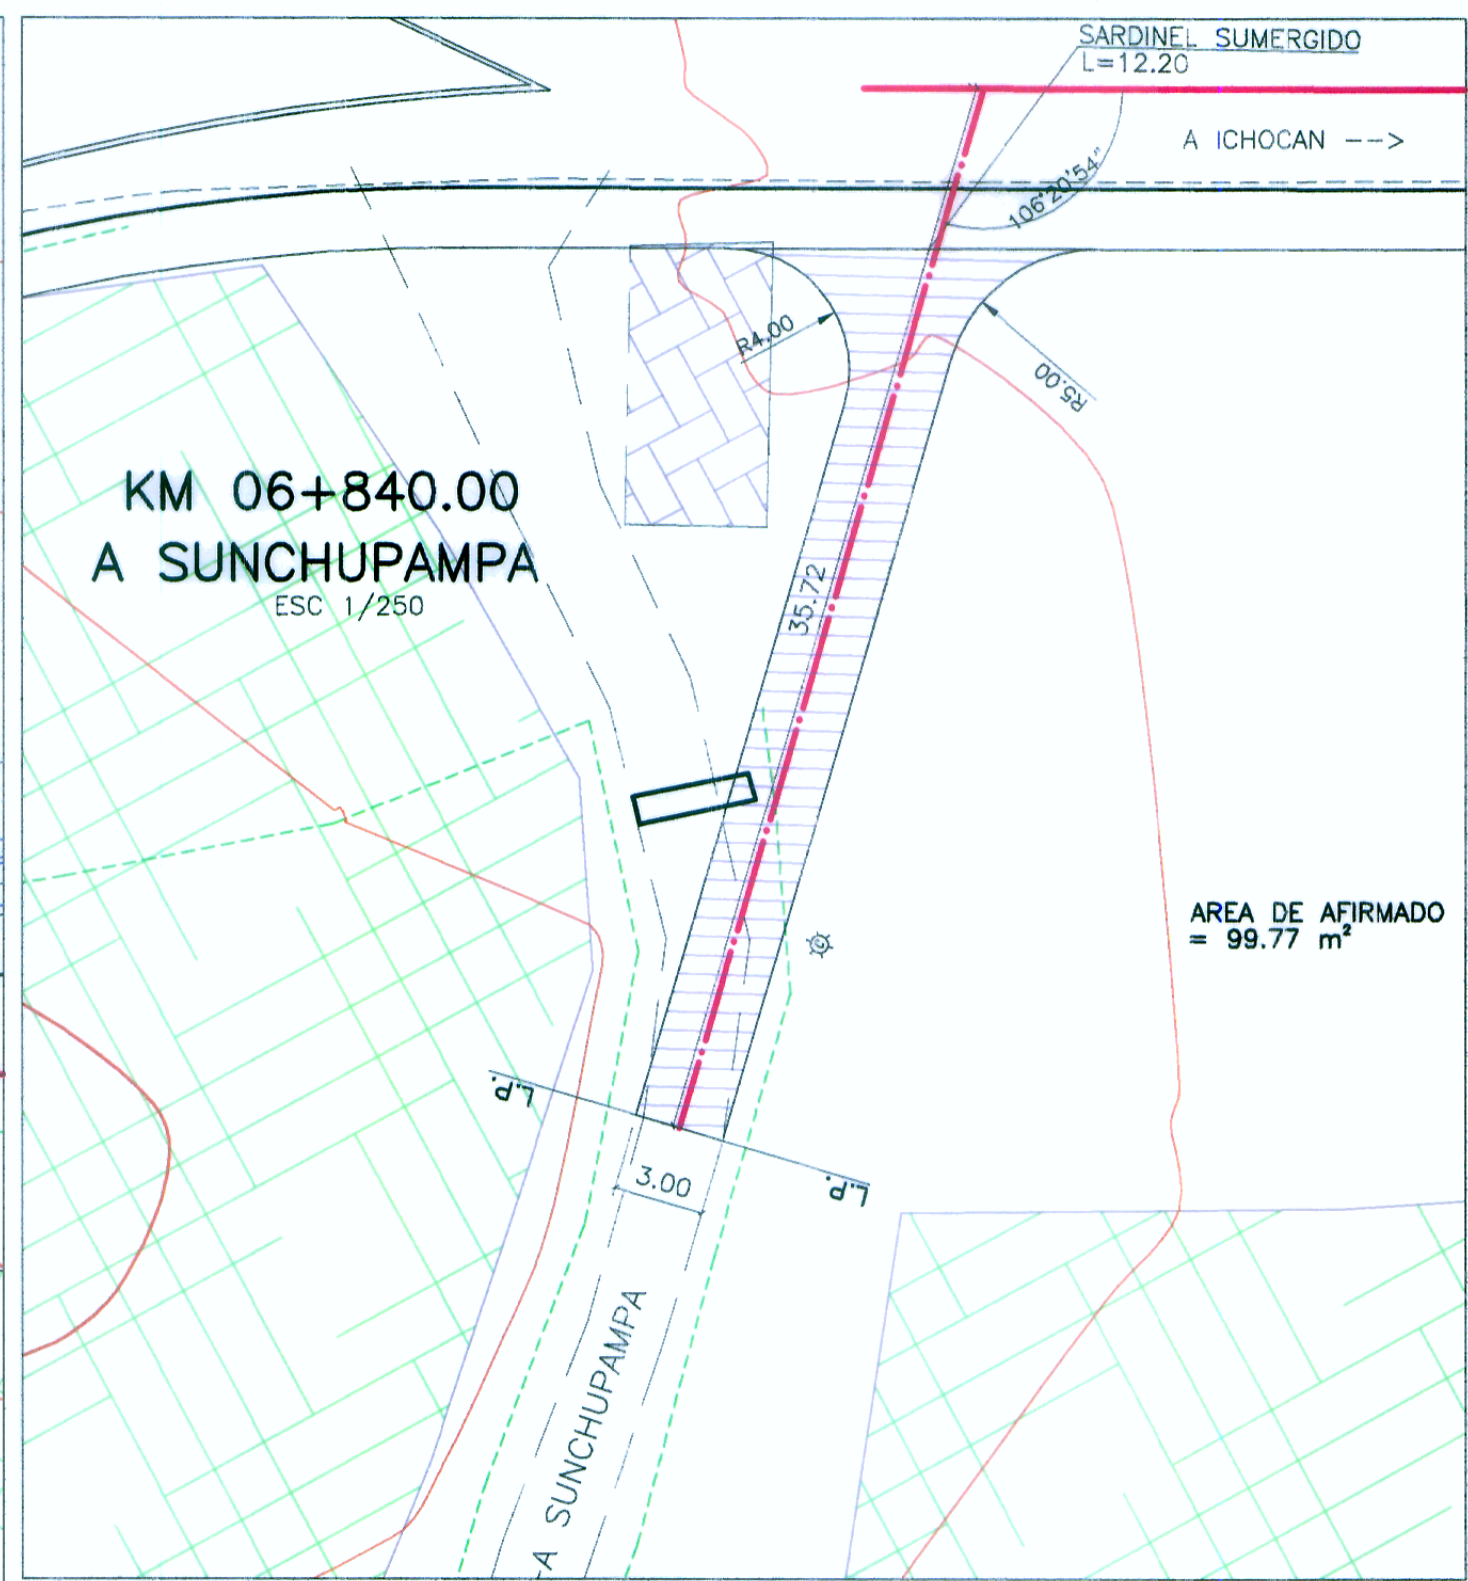 SARDINEL SUMERGIDO
L=12.20
A ICHOCAN -->
106°20'54"
R4.00
R5.00
KM 06+840.00
A SUNCHUPAMPA
ESC 1/250
35.72
AREA DE AFIRMADO
= 99.77 m²
L.P.
L.P.
3.00
A SUNCHUPAMPA